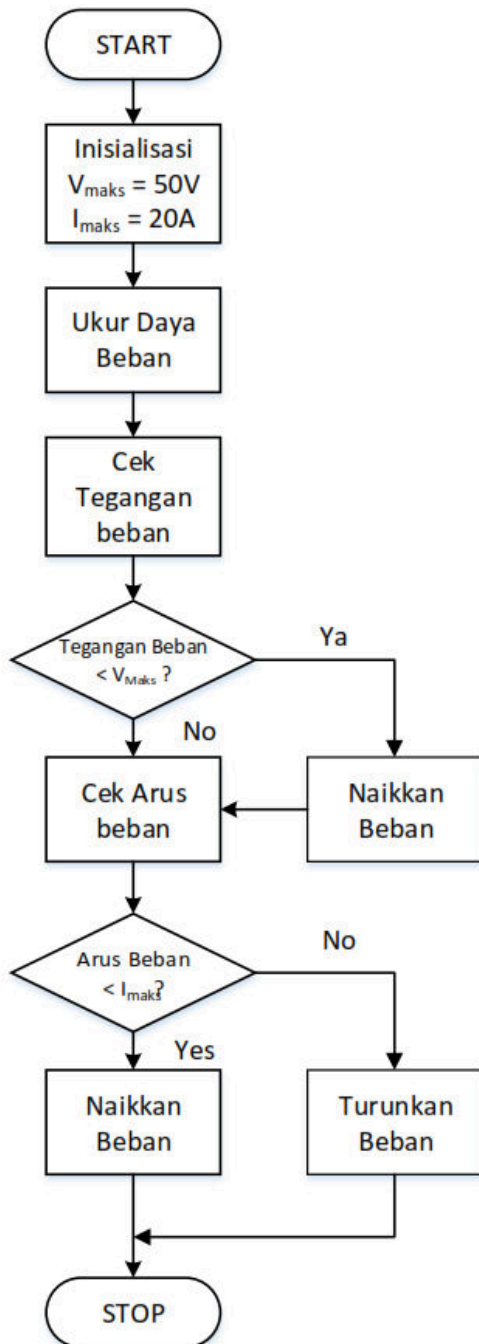 START
Inisialisasi
Vmaks = 50V
Imaks = 20A
Ukur Daya
Beban
Cek
Tegangan
beban
Tegangan Beban
< VMaks ?
Ya
No
Cek Arus
beban
Naikkan
Beban
Arus Beban
< Imaks?
No
Yes
Naikkan
Beban
Turunkan
Beban
STOP